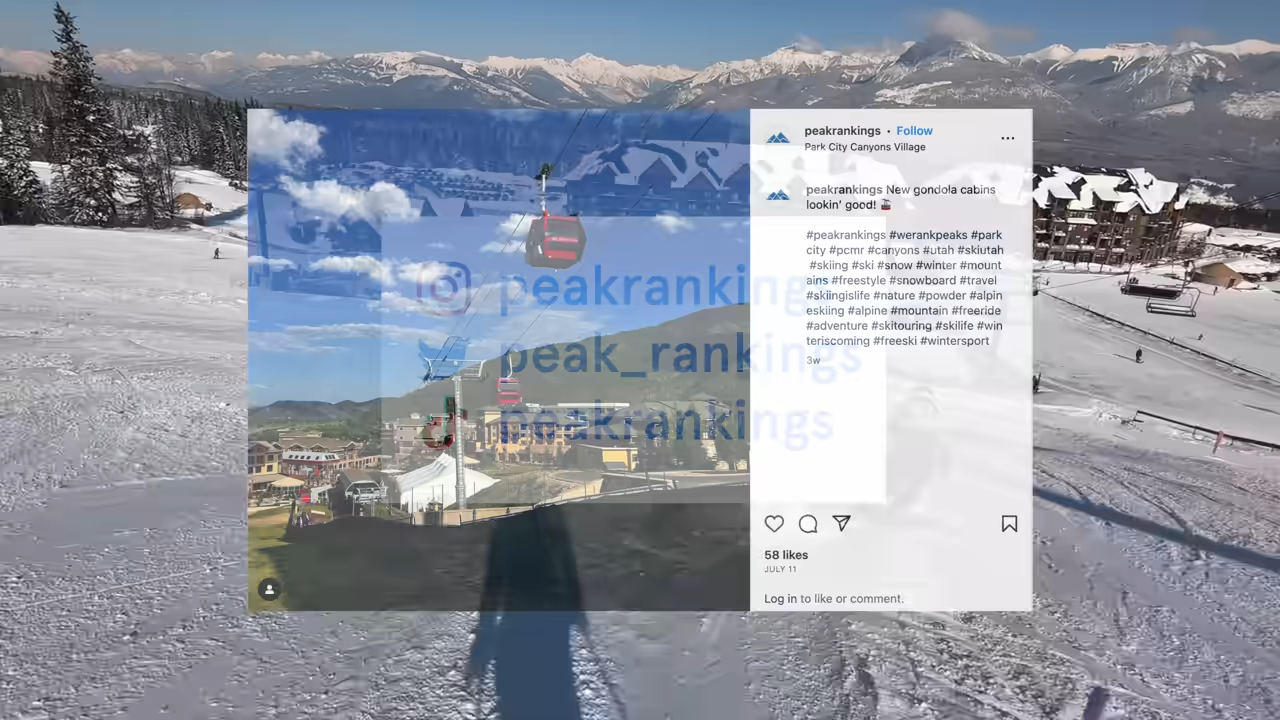 peakrankings • Follow
Park City Canyons Village
peakrankings New gondola cabins
lookin' good! 🚡
#peakrankings #werankpeaks #park
city #pcmr #canyons #utah #skiutah
#skiing #ski #snow #winter #mount
ains #freestyle #snowboard #travel
#skiingislife #nature #powder #alpin
eskiing #alpine #mountain #freeride
#adventure #skitouring #skilife #win
teriscoming #freeski #wintersport
3w
peakrankings
peak_rankings
peakrankings
58 likes
JULY 11
Log in to like or comment.